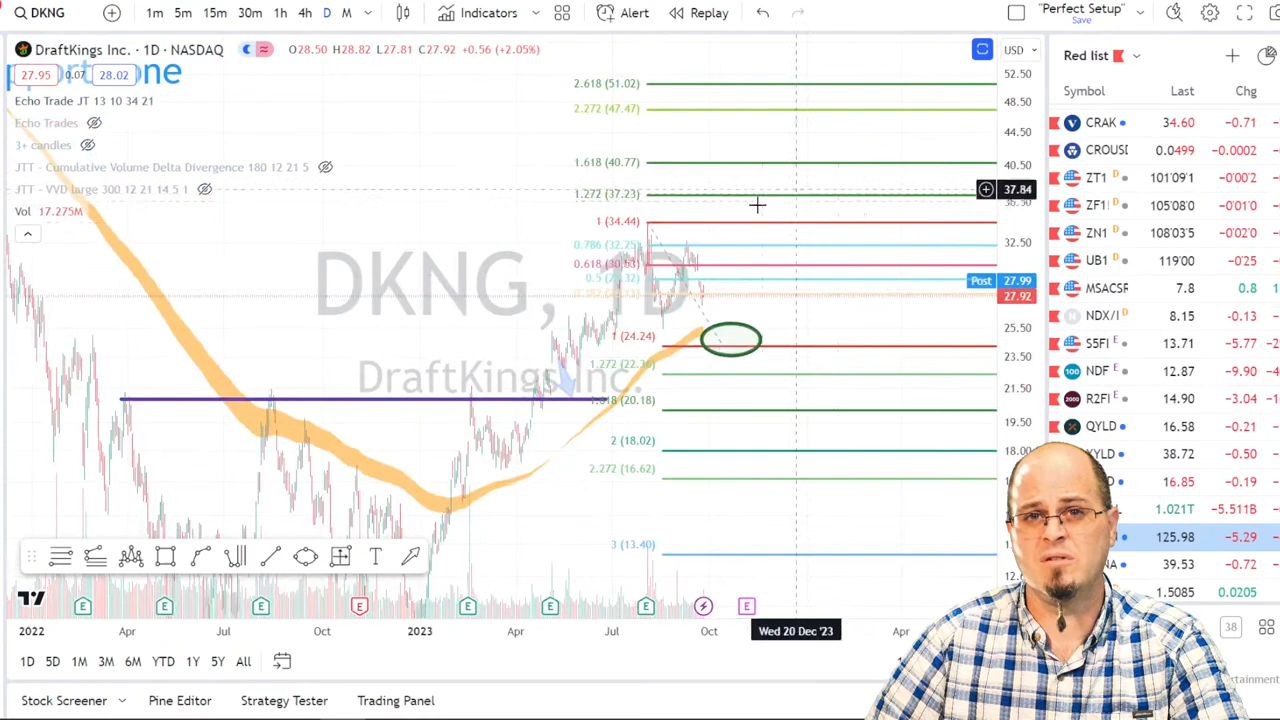 DKNG
1m 5m 15m 30m 1h 4h D M Indicators Alert Replay
"Perfect Setup"
Save
DraftKings Inc. · 1D · NASDAQ O28.50 H28.82 L27.81 C27.92 +0.56 (+2.05%)
27.95 0.07 28.02
Echo Trade JT 13 10 34 21
Echo Trades
3+ candles
JTT - Cumulative Volume Delta Divergence 180 12 21 5
JTT - VVD large 300 12 21 14 5 1
Vol 17.275M
DKNG, 1D
DraftKings Inc.
2.618 (51.02)
2.272 (47.47)
1.618 (40.77)
1.272 (37.23)
1 (34.44)
0.786 (32.25)
0.618 (30.53)
1 (24.24)
1.618 (20.18)
2 (18.02)
2.272 (16.62)
3 (13.40)
USD
52.50
48.50
44.50
40.50
37.84
36.50
32.50
Post 27.99
27.92
25.50
23.50
21.50
19.50
18.00
16.50
15.00
13.50
2022 Apr Jul Oct 2023 Apr Jul Oct Wed 20 Dec '23 Apr
E E E E E E E E
1D 5D 1M 3M 6M YTD 1Y 5Y All
Stock Screener Pine Editor Strategy Tester Trading Panel
Red list
Symbol Last Chg
CRAK 34.60 -0.71
0.0499 -0.0002
ZT1 D 101'09'1 -0'00'2
105'08'0 -0'01'0
ZN1 D 108'03'5 -0'02'0
UB1 119'00 -0'25
MSACSR 7.8 0.8
NDX/I D 8.15 -0.13
S5FI E 13.71 -5.77
NDF E 12.87 -9.90
R2FI E 14.90 -3.04
QYLD 16.58 -0.21
XYLD 38.72 -0.50
16.85 -0.19
1.021T -5.511B
125.98 -5.29
39.53 -0.72
1.5085 0.0205
38